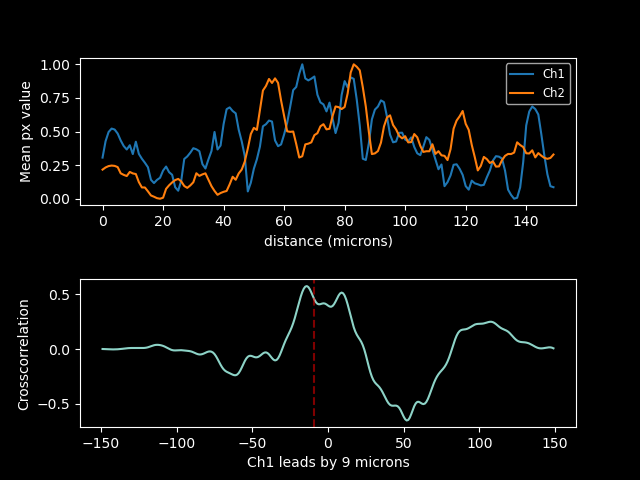 1.00
0.75
0.50
0.25
0.00
Mean px value
Ch1
Ch2
0 20 40 60 80 100 120 140
distance (microns)
0.5
0.0
−0.5
Crosscorrelation
−150 −100 −50 0 50 100 150
Ch1 leads by 9 microns